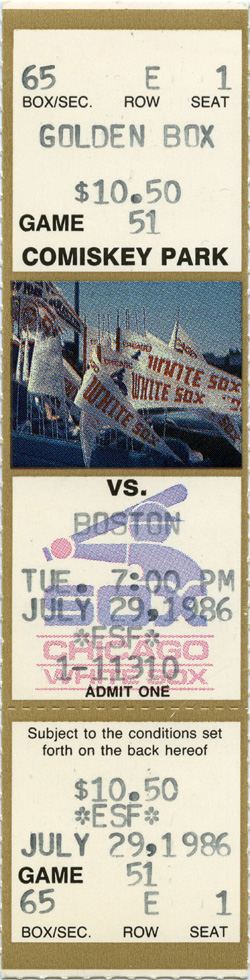 65 E 1
BOX/SEC. ROW SEAT
GOLDEN BOX
$10.50
GAME 51
COMISKEY PARK
CHICAGO
WHITE SOX
WHITE SOX
WHITE SOX
VS.
BOSTON
TUE. 7:00 PM
SOX
JULY 29,1986
*ESF*
CHICAGO
1-11310
WHITE SOX
ADMIT ONE
Subject to the conditions set
forth on the back hereof
$10.50
*ESF*
JULY 29,1986
GAME 51
65 E 1
BOX/SEC. ROW SEAT